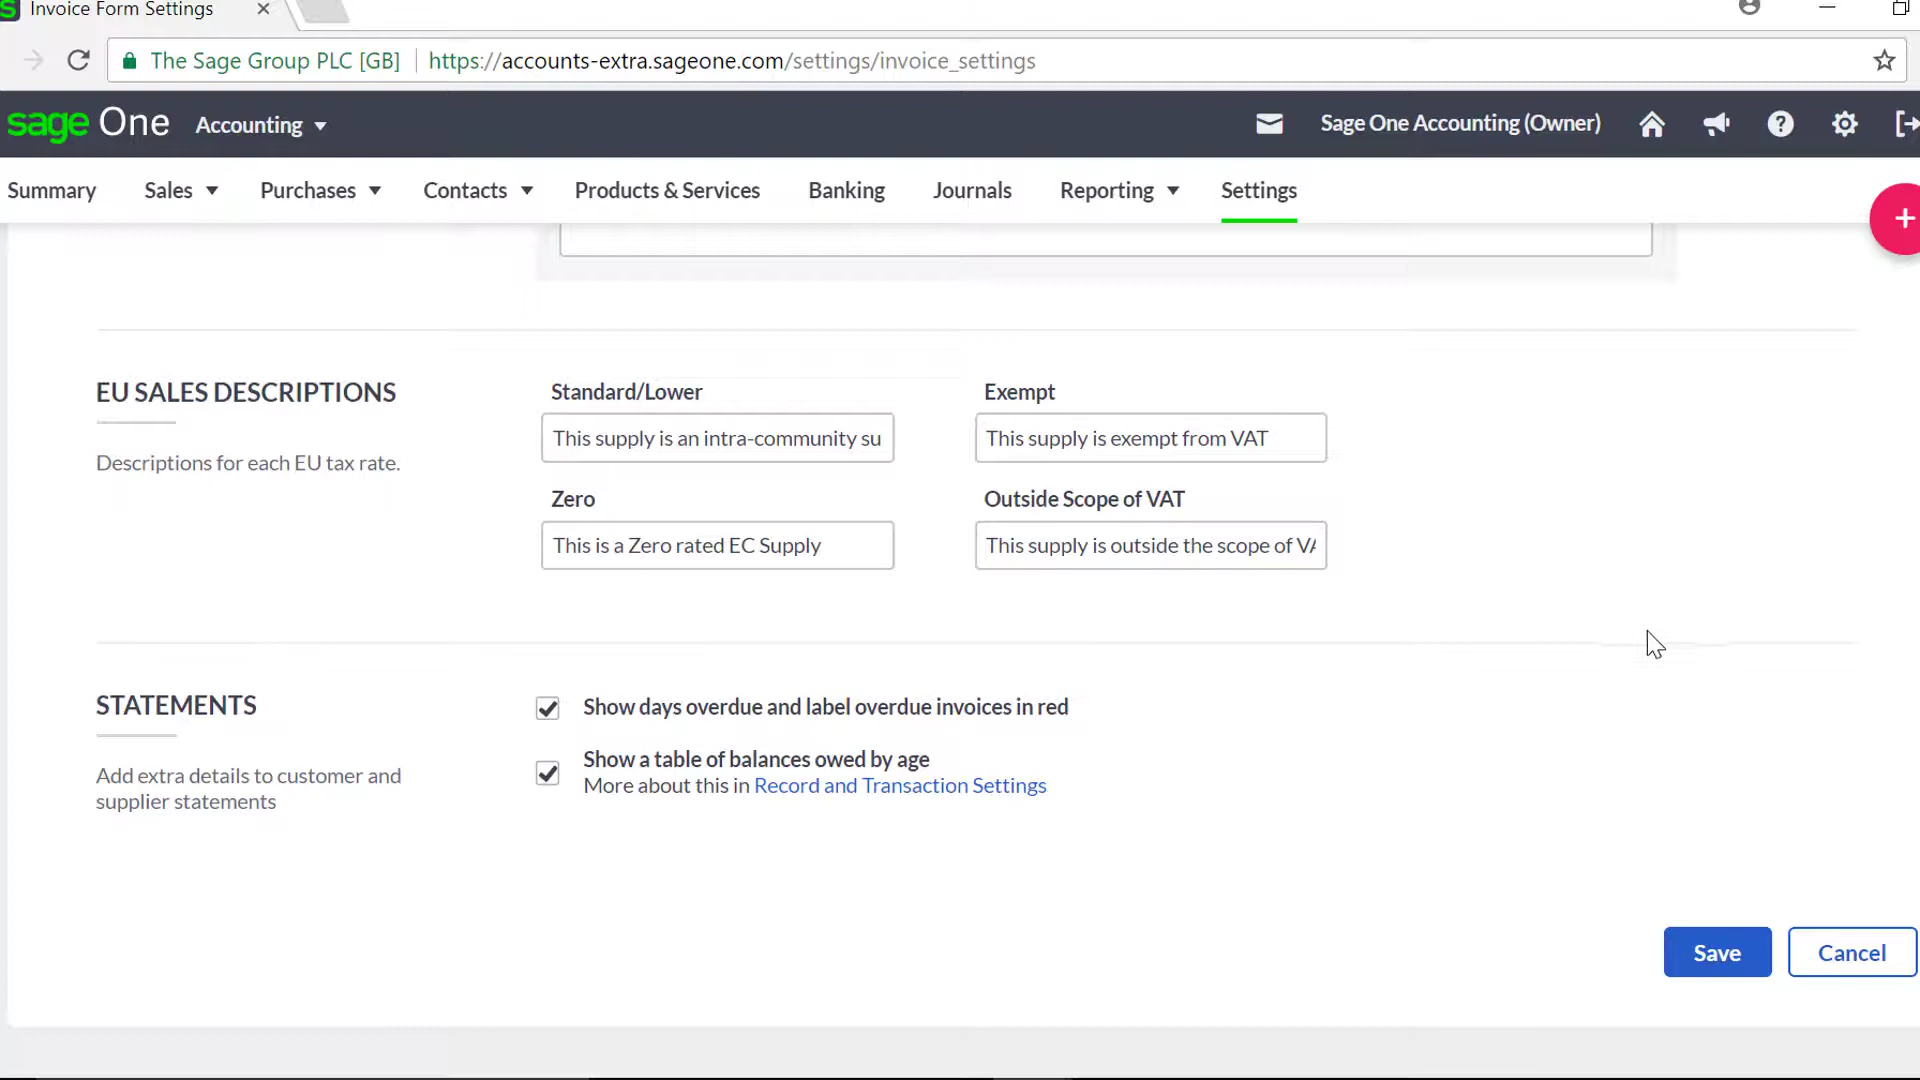 Invoice Form Settings
The Sage Group PLC [GB] https://accounts-extra.sageone.com/settings/invoice_settings
sage One Accounting Sage One Accounting (Owner)
Summary Sales Purchases Contacts Products & Services Banking Journals Reporting Settings
+
EU SALES DESCRIPTIONS
Descriptions for each EU tax rate.
Standard/Lower Exempt
This supply is an intra-community su This supply is exempt from VAT
Zero Outside Scope of VAT
This is a Zero rated EC Supply This supply is outside the scope of VA
STATEMENTS
Add extra details to customer and
supplier statements
Show days overdue and label overdue invoices in red
Show a table of balances owed by age
More about this in Record and Transaction Settings
Save Cancel